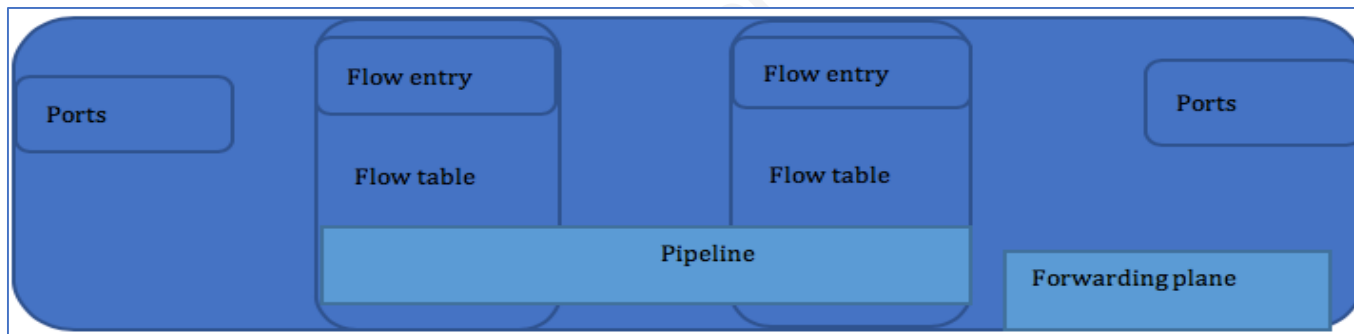 Ports
Flow entry
Flow table
Flow entry
Flow table
Ports
Pipeline
Forwarding plane